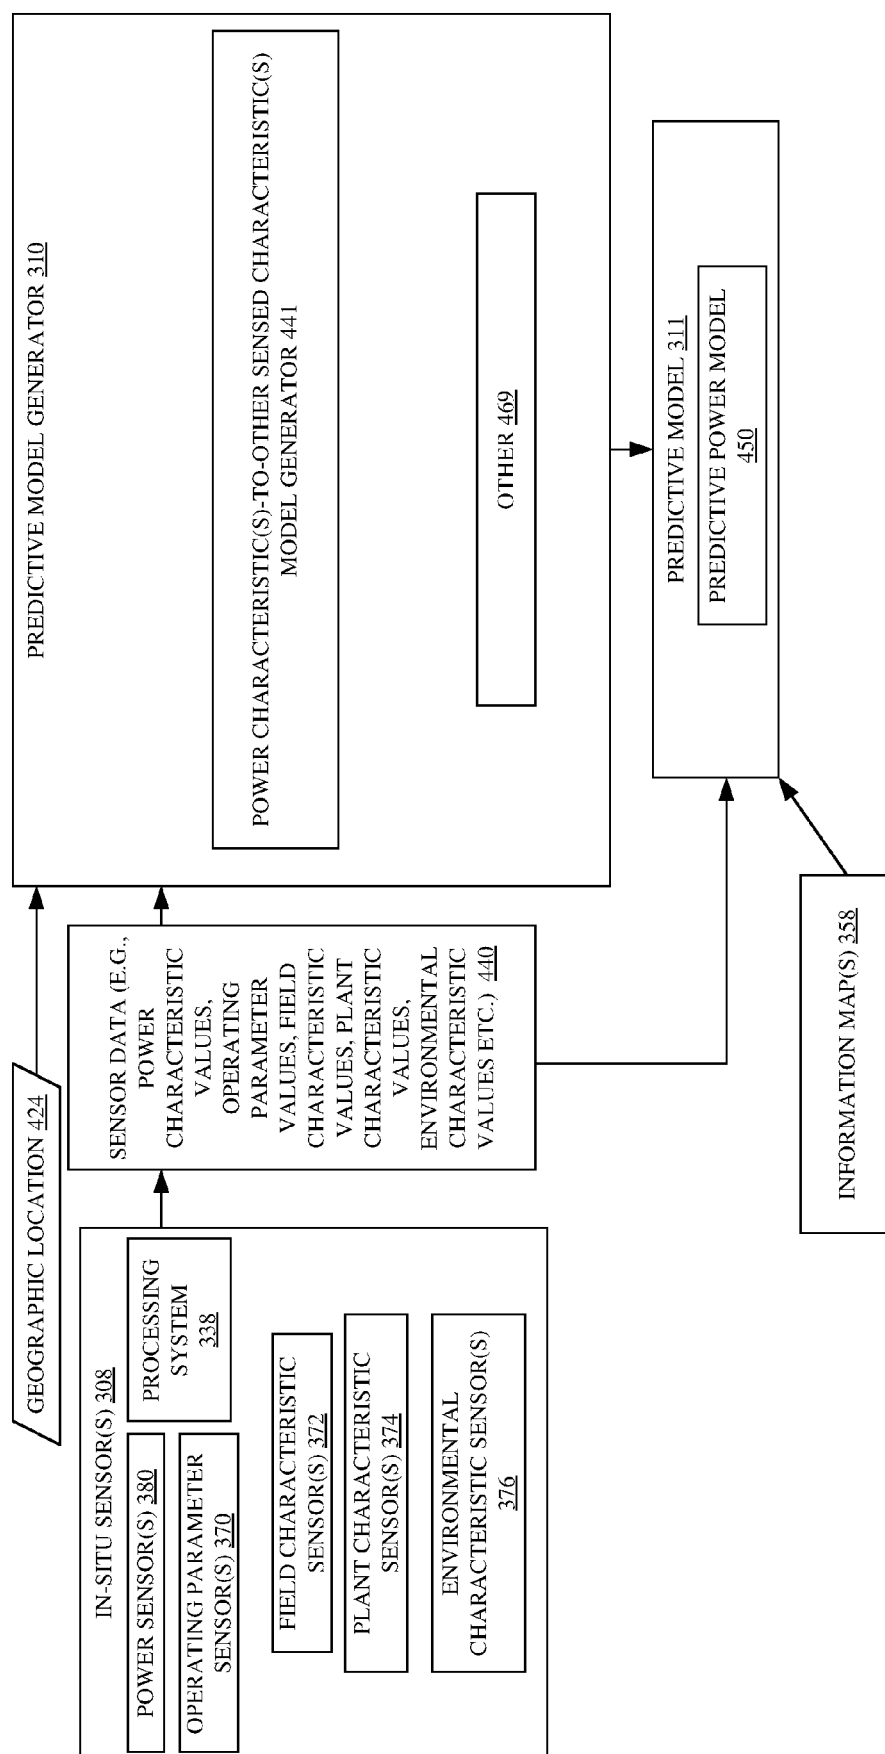 GEOGRAPHIC LOCATION 424
IN-SITU SENSOR(S) 308
POWER SENSOR(S) 380
PROCESSING
SYSTEM
338
OPERATING PARAMETER
SENSOR(S) 370
FIELD CHARACTERISTIC
SENSOR(S) 372
PLANT CHARACTERISTIC
SENSOR(S) 374
ENVIRONMENTAL
CHARACTERISTIC SENSOR(S)
376
SENSOR DATA (E.G.,
POWER
CHARACTERISTIC
VALUES,
OPERATING
PARAMETER
VALUES, FIELD
CHARACTERISTIC
VALUES, PLANT
CHARACTERISTIC
VALUES,
ENVIRONMENTAL
CHARACTERISTIC
VALUES ETC.) 440
PREDICTIVE MODEL GENERATOR 310
POWER CHARACTERISTIC(S)-TO-OTHER SENSED CHARACTERISTIC(S)
MODEL GENERATOR 441
OTHER 469
PREDICTIVE MODEL 311
PREDICTIVE POWER MODEL
450
INFORMATION MAP(S) 358